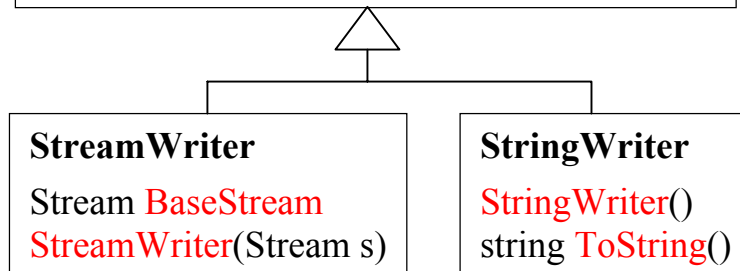 StreamWriter
Stream BaseStream
StreamWriter(Stream s)
StringWriter
StringWriter()
string ToString()